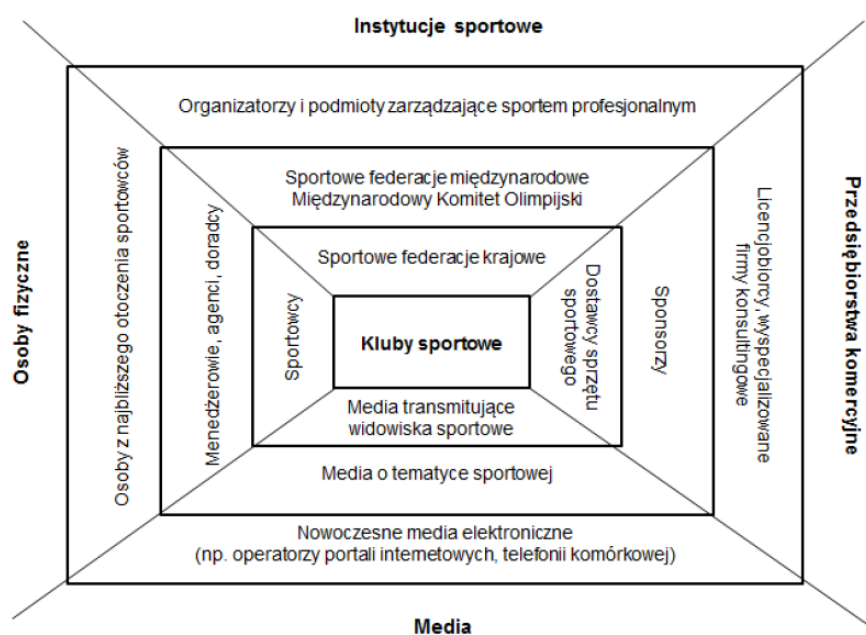 Instytucje sportowe
Organizatorzy i podmioty zarządzające sportem profesjonalnym
Sportowe federacje międzynarodowe
Międzynarodowy Komitet Olimpijski
Sportowe federacje krajowe
Osoby fizyczne
Osoby z najbliższego otoczenia sportowców
Menedżerowie, agenci, doradcy
Sportowcy
Kluby sportowe
Dostawcy sprzętu
sportowego
Sponsorzy
Licencjobiorcy, wyspecjalizowane
firmy konsultingowe
Przedsiębiorstwa komercyjne
Media transmitujące
widowiska sportowe
Media o tematyce sportowej
Nowoczesne media elektroniczne
(np. operatorzy portali internetowych, telefonii komórkowej)
Media